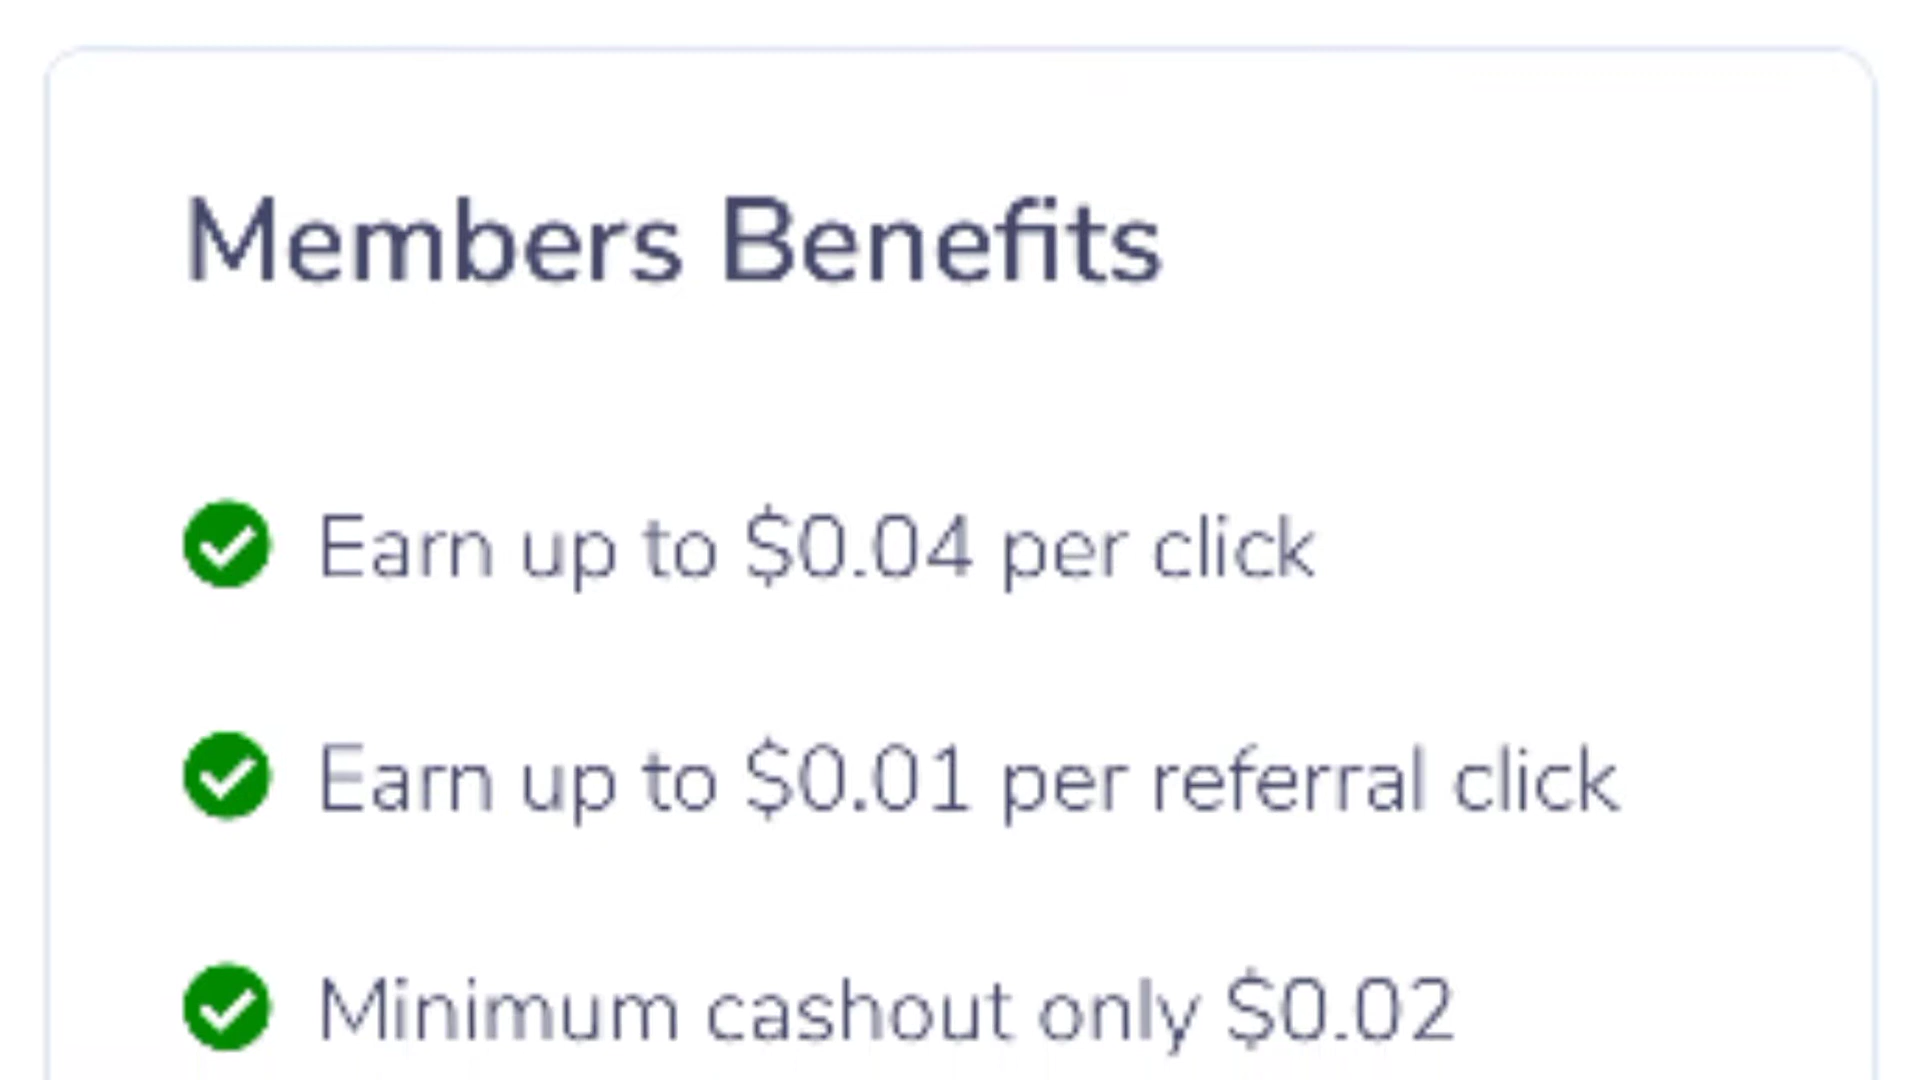 Members Benefits
Earn up to $0.04 per click
Earn up to $0.01 per referral click
Minimum cashout only $0.02